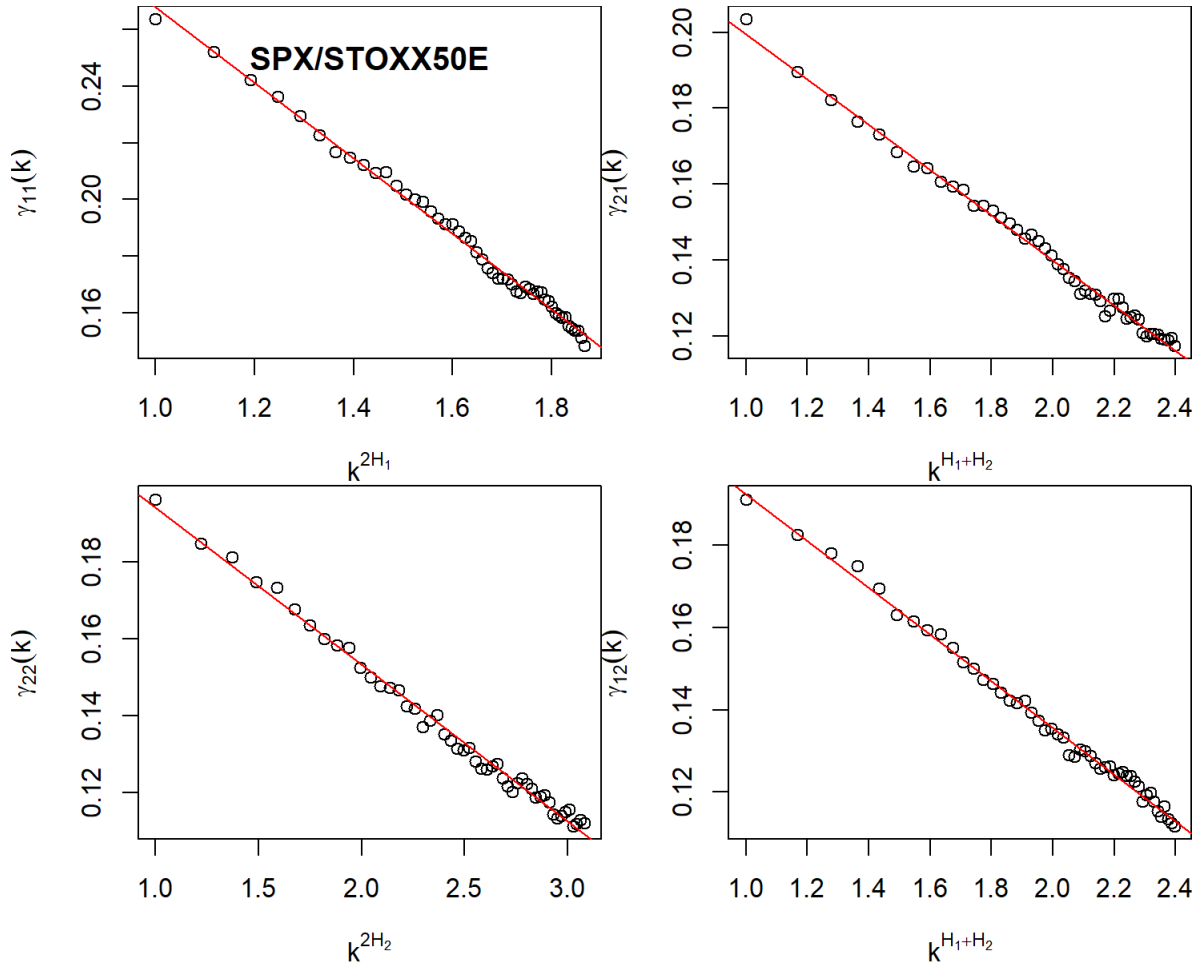 SPX/STOXX50E
γ₁₁(k)
0.16 0.20 0.24
1.0 1.2 1.4 1.6 1.8
k^{2H₁}
γ₂₁(k)
0.12 0.14 0.16 0.18 0.20
1.0 1.2 1.4 1.6 1.8 2.0 2.2 2.4
k^{H₁+H₂}
γ₂₂(k)
0.12 0.14 0.16 0.18
1.0 1.5 2.0 2.5 3.0
k^{2H₂}
γ₁₂(k)
0.12 0.14 0.16 0.18
1.0 1.2 1.4 1.6 1.8 2.0 2.2 2.4
k^{H₁+H₂}